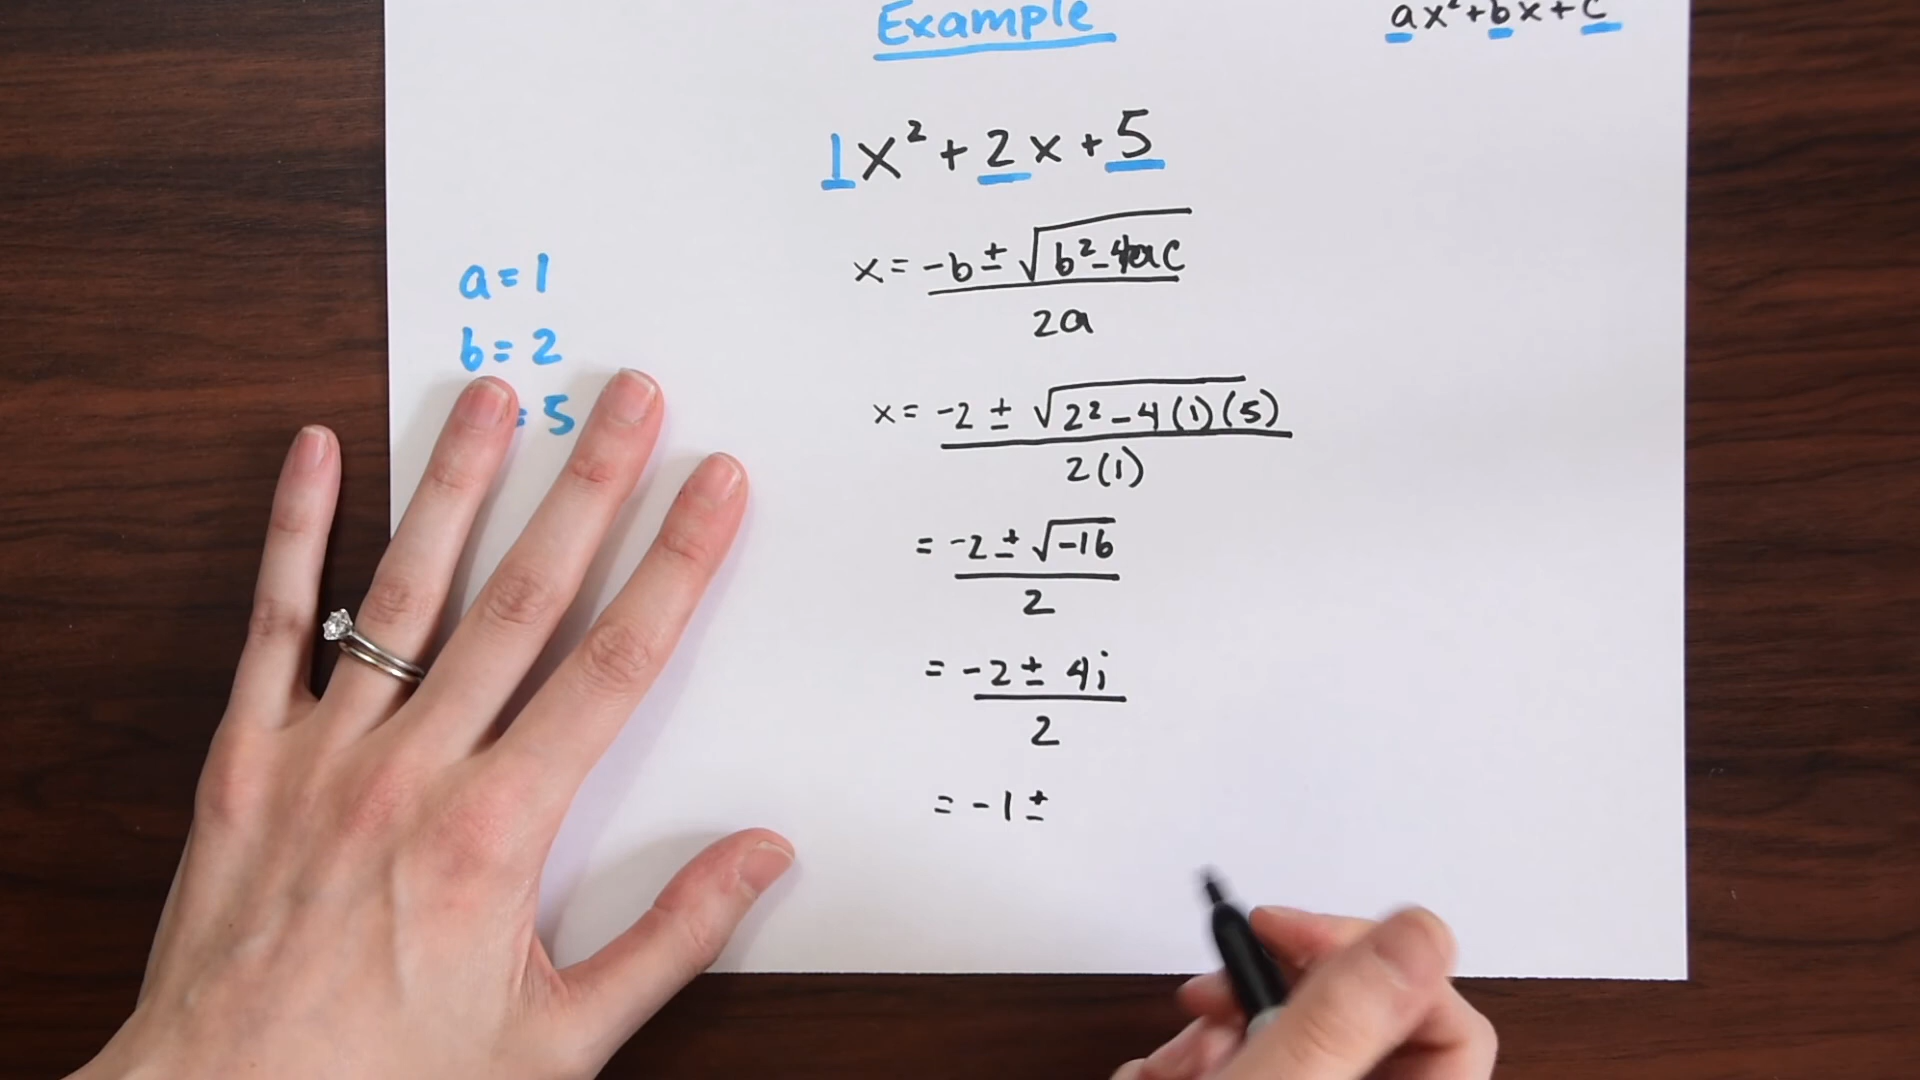 Example
ax²+bx+c
1x²+2x+5
a=1
b=2
=5
x= -b ± √b²-4ac
2a
x= -2 ± √2²-4(1)(5)
2(1)
= -2 ± √-16
2
= -2 ± 4i
2
= -1 ±